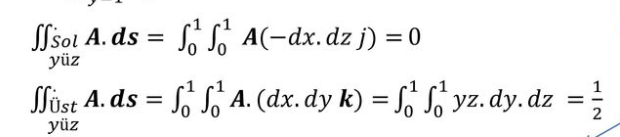 ∬Sol A.ds = ∫₀¹ ∫₀¹ A(−dx.dz j) = 0
yüz
∬Üst A.ds = ∫₀¹ ∫₀¹ A.(dx.dy k) = ∫₀¹ ∫₀¹ yz.dy.dz = 1/2
yüz